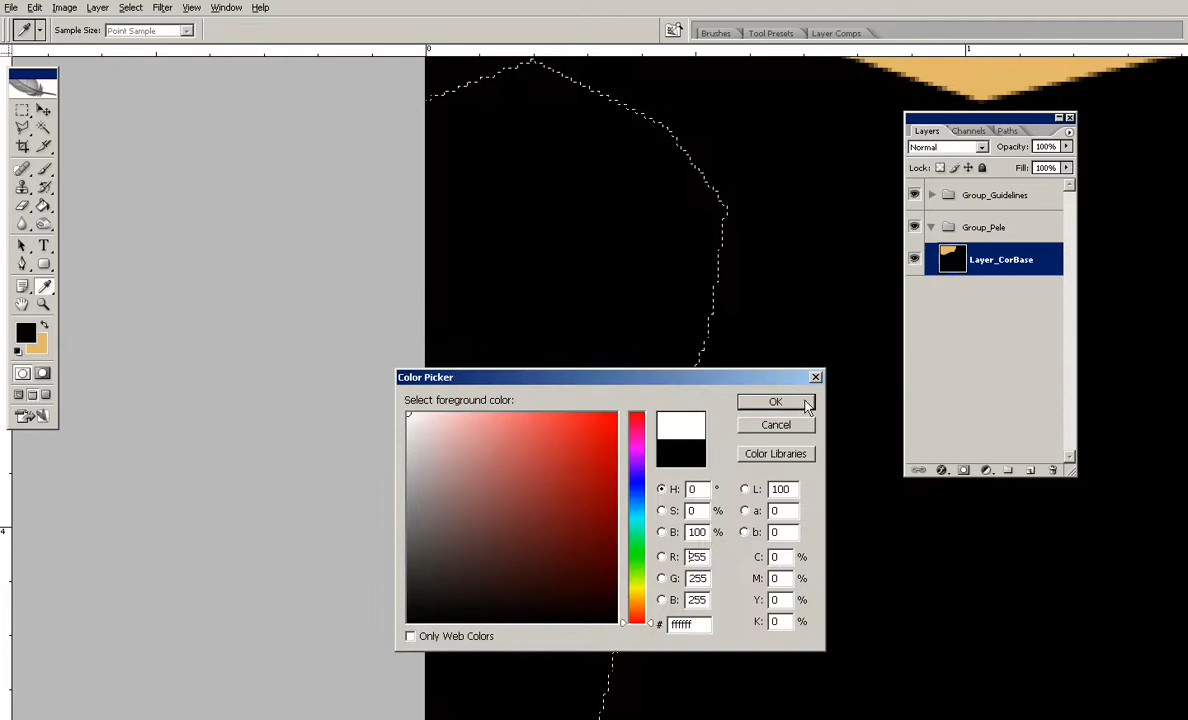 File Edit Image Layer Select Filter View Window Help
Sample Size: Point Sample
Brushes Tool Presets Layer Comps
0 1
Layers Channels Paths
Normal Opacity: 100%
Lock: Fill: 100%
Group_Guidelines
Group_Pele
Layer_CorBase
T
Color Picker
Select foreground color:
OK
Cancel
Color Libraries
H: 0 ° L: 100
S: 0 % a: 0
B: 100 % b: 0
R: 255 C: 0 %
G: 255 M: 0 %
B: 255 Y: 0 %
# ffffff K: 0 %
Only Web Colors
4